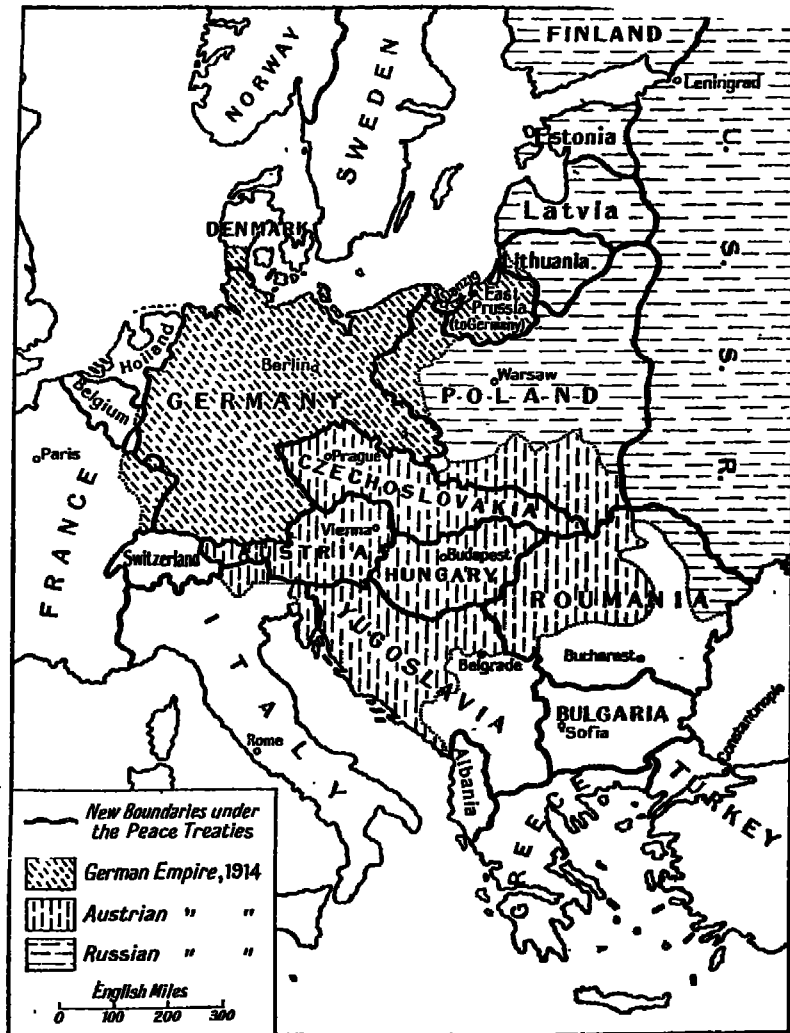 NORWAY
SWEDEN
FINLAND
Leningrad
Estonia
U. S. S. R.
Latvia
Lithuania
DENMARK
Danzig
East
Prussia
(to Germany)
Holland
Belgium
Berlin
GERMANY
Warsaw
POLAND
Paris
Prague
CZECHOSLOVAKIA
FRANCE
Vienna
Switzerland
AUSTRIA
Budapest
HUNGARY
ROUMANIA
YUGOSLAVIA
Belgrade
Bucharest
ITALY
BULGARIA
Sofia
Constantinople
Rome
Albania
TURKEY
GREECE
New Boundaries under
the Peace Treaties
German Empire, 1914
Austrian " "
Russian " "
English Miles
0 100 200 300